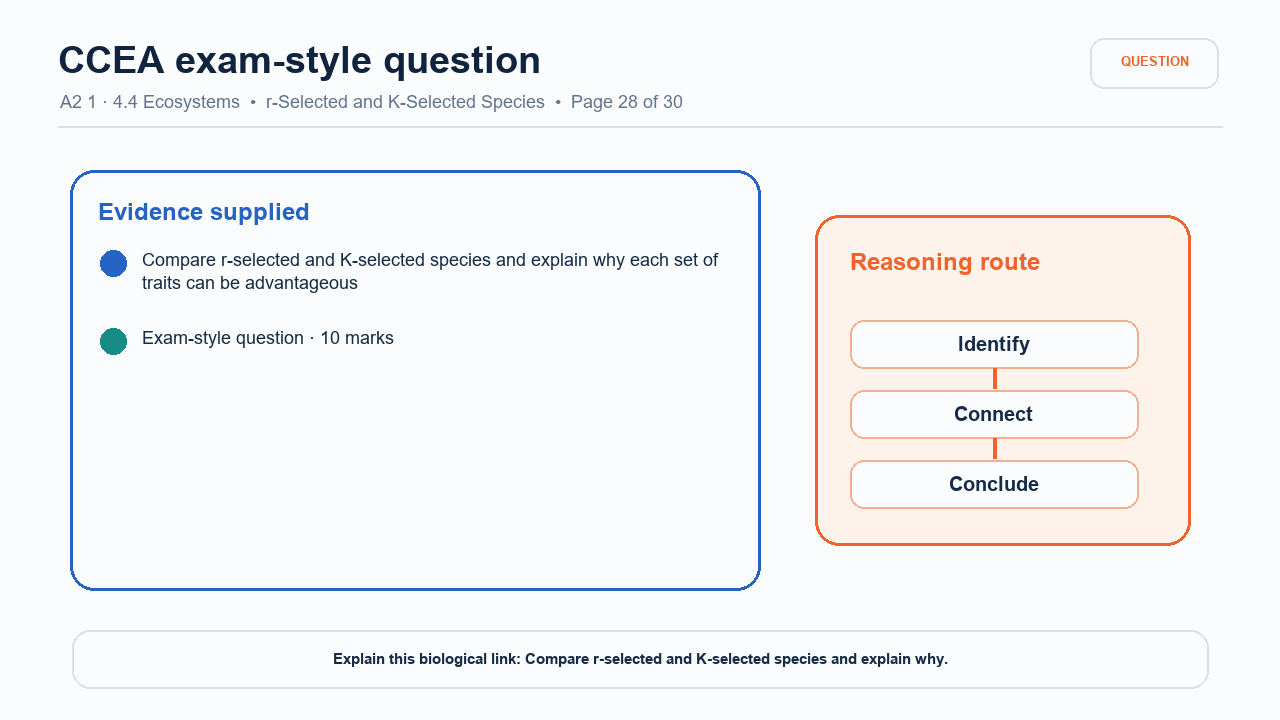 CCEA exam-style question
QUESTION
A2 1 · 4.4 Ecosystems • r-Selected and K-Selected Species • Page 28 of 30
Evidence supplied
Compare r-selected and K-selected species and explain why each set of
traits can be advantageous
Exam-style question · 10 marks
Reasoning route
Identify
Connect
Conclude
Explain this biological link: Compare r-selected and K-selected species and explain why.